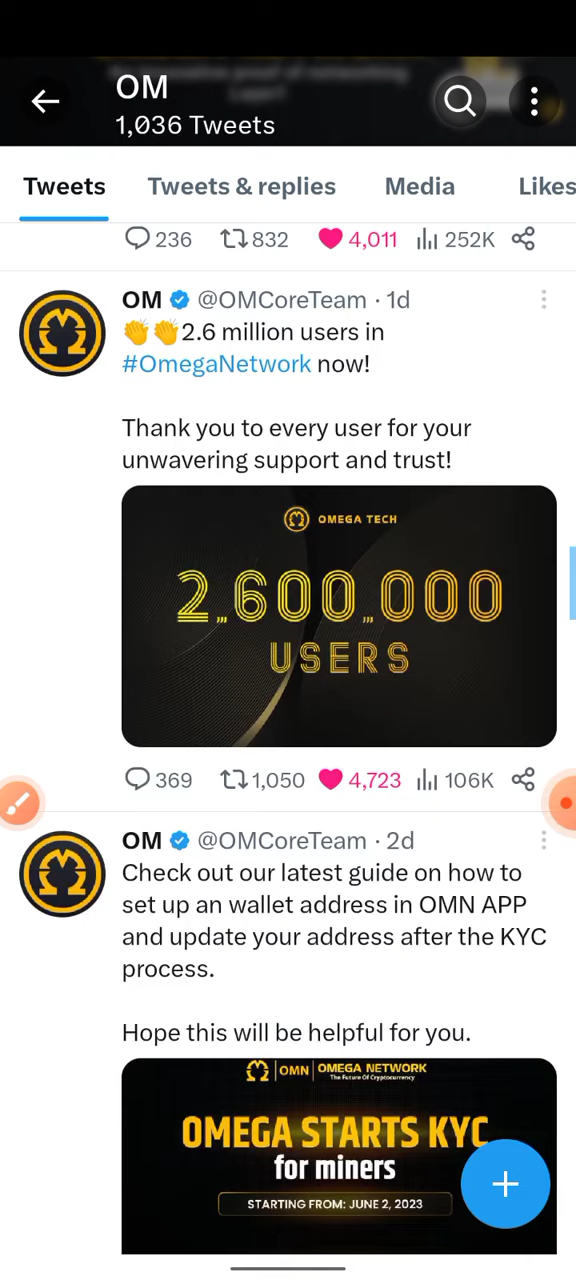 OM
1,036 Tweets
Tweets Tweets & replies Media Likes
236 832 4,011 252K
OM @OMCoreTeam · 1d
👏👏2.6 million users in
#OmegaNetwork now!
Thank you to every user for your
unwavering support and trust!
OMEGA TECH
2,,,600,,,000
USERS
369 1,050 4,723 106K
OM @OMCoreTeam · 2d
Check out our latest guide on how to
set up an wallet address in OMN APP
and update your address after the KYC
process.
Hope this will be helpful for you.
OMN OMEGA NETWORK
The Future Of Cryptocurrency
OMEGA STARTS KYC
for miners
STARTING FROM: JUNE 2, 2023